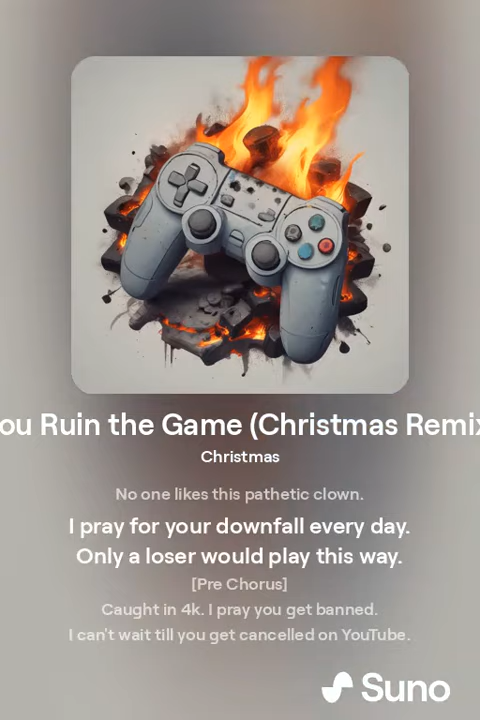 ou Ruin the Game (Christmas Remix
Christmas
No one likes this pathetic clown.
I pray for your downfall every day.
Only a loser would play this way.
[Pre Chorus]
Caught in 4k. I pray you get banned.
I can't wait till you get cancelled on YouTube.
Suno